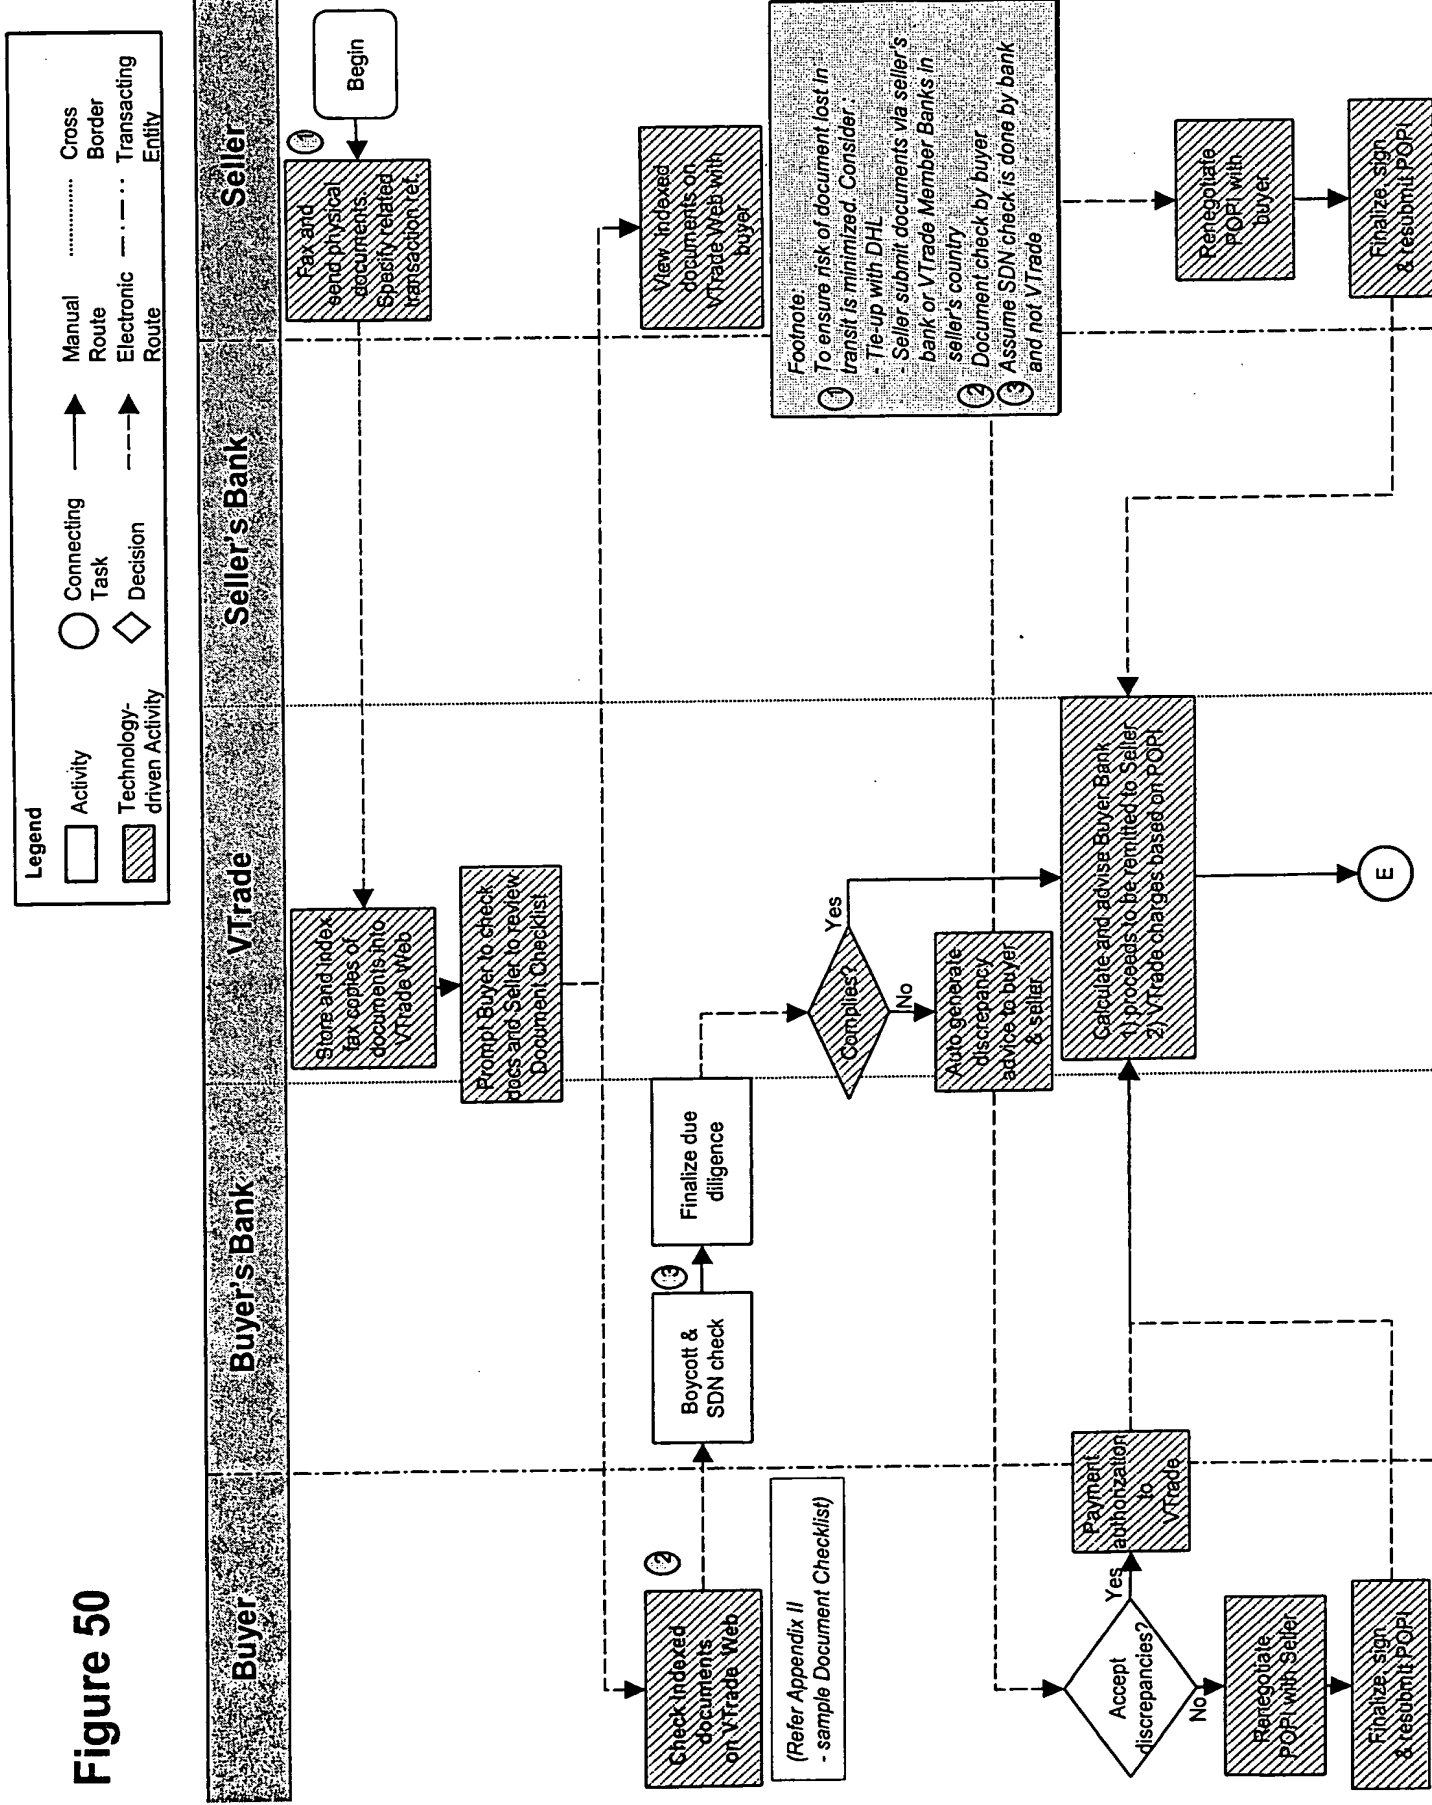 Figure 50
Legend
Activity
Technology-
driven Activity
Connecting
Task
Decision
Manual
Route
Electronic
Route
Cross
Border
Transacting
Entity
Buyer
Buyer's Bank
VTrade
Seller's Bank
Seller
Begin
1
Fax and
send physical
documents.
Specify related
transaction ref.
Store and index
fax copies of
documents into
VTrade Web
Prompt Buyer to check
docs and Seller to review
Document Checklist
View indexed
documents on
VTrade Web with
buyer
2
Check indexed
documents
on VTrade Web
(Refer Appendix II
- sample Document Checklist)
Boycott &
SDN check
3
Finalize due
diligence
Complies?
Yes
No
Auto generate
discrepancy
advice to buyer
& seller
Footnote:
1 To ensure risk of document lost in
transit is minimized. Consider :
- Tie-up with DHL
- Seller submit documents via seller's
bank or VTrade Member Banks in
seller's country
2 Document check by buyer
3 Assume SDN check is done by bank
and not VTrade
Accept
discrepancies?
Yes
No
Payment
authorization
to
VTrade
Renegotiate
POPI with Seller
Finalize, sign
& resubmit POPI
Calculate and advise Buyer Bank
1) proceeds to be remitted to Seller
2) VTrade charges based on POPI
E
Renegotiate
POPI with
buyer
Finalize, sign
& resubmit POPI